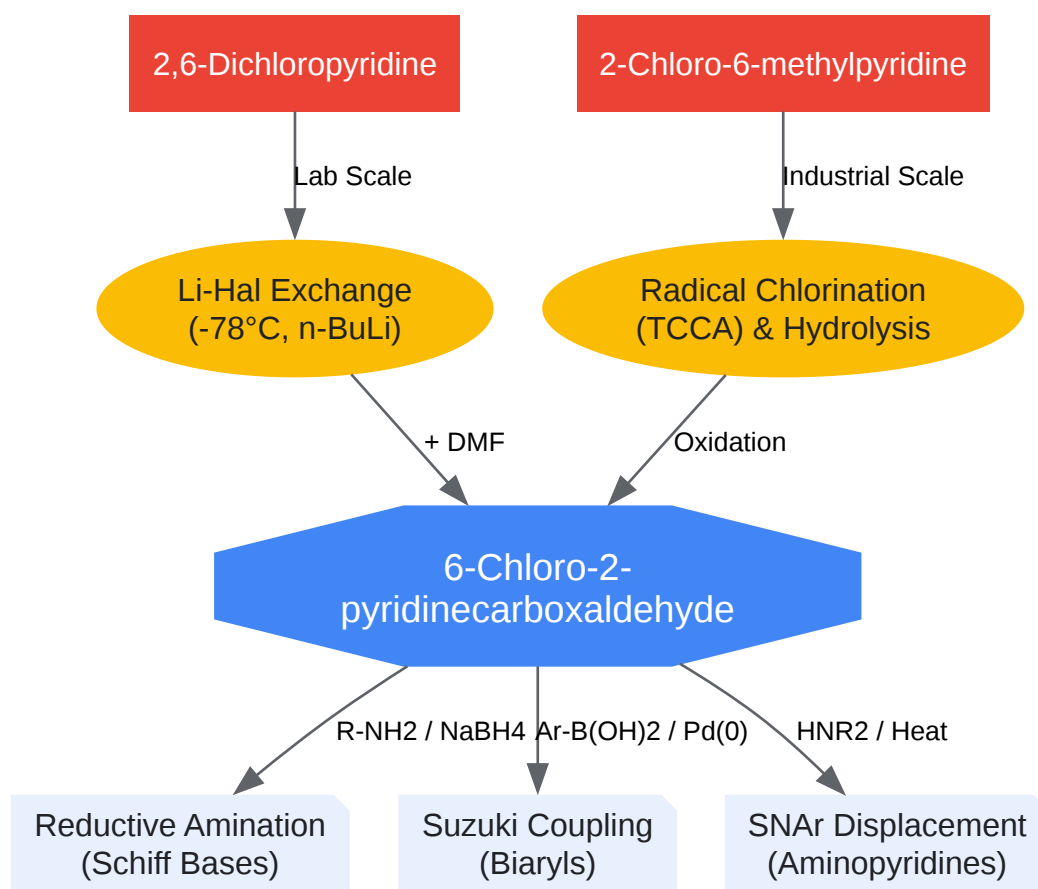 2,6-Dichloropyridine
2-Chloro-6-methylpyridine
Lab Scale
Industrial Scale
Li-Hal Exchange
(-78°C, n-BuLi)
Radical Chlorination
(TCCA) & Hydrolysis
+ DMF
Oxidation
6-Chloro-2-
pyridinecarboxaldehyde
R-NH2 / NaBH4
Ar-B(OH)2 / Pd(0)
HNR2 / Heat
Reductive Amination
(Schiff Bases)
Suzuki Coupling
(Biaryls)
SNAr Displacement
(Aminopyridines)